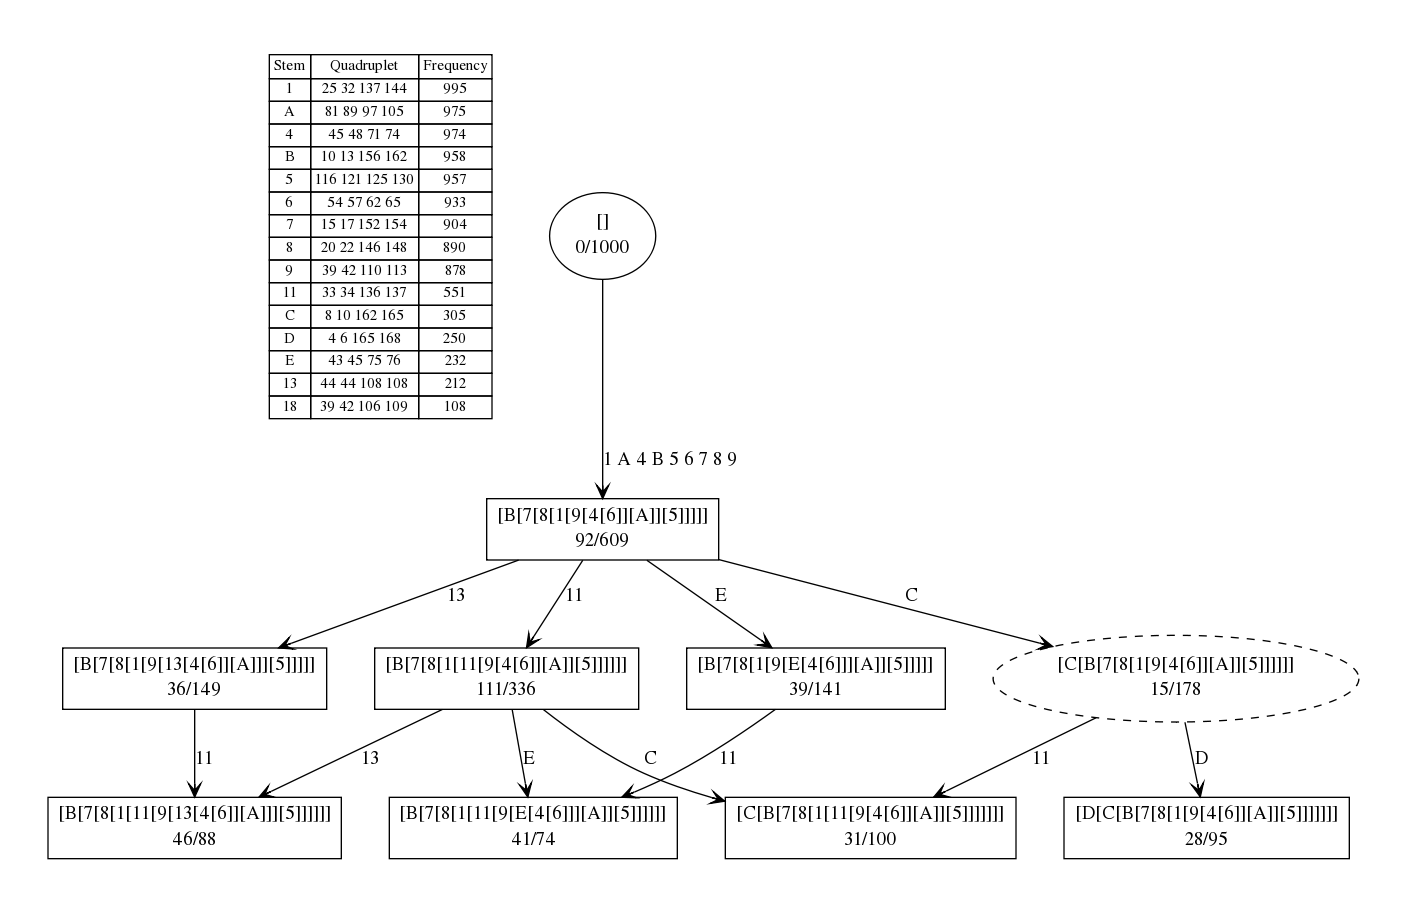 Stem Quadruplet Frequency
1 25 32 137 144 995
A 81 89 97 105 975
4 45 48 71 74 974
B 10 13 156 162 958
5 116 121 125 130 957
6 54 57 62 65 933
7 15 17 152 154 904
8 20 22 146 148 890
9 39 42 110 113 878
11 33 34 136 137 551
C 8 10 162 165 305
D 4 6 165 168 250
E 43 45 75 76 232
13 44 44 108 108 212
18 39 42 106 109 108
[]
0/1000
1 A 4 B 5 6 7 8 9
[B[7[8[1[9[4[6]][A]][5]]]]]
92/609
13 11 E C
[B[7[8[1[9[13[4[6]][A]]][5]]]]]
36/149
[B[7[8[1[11[9[4[6]][A]][5]]]]]]
111/336
[B[7[8[1[9[E[4[6]]][A]][5]]]]]
39/141
[C[B[7[8[1[9[4[6]][A]][5]]]]]]
15/178
11 13 E C 11 11 D
[B[7[8[1[11[9[13[4[6]][A]]][5]]]]]]
46/88
[B[7[8[1[11[9[E[4[6]]][A]][5]]]]]]
41/74
[C[B[7[8[1[11[9[4[6]][A]][5]]]]]]]
31/100
[D[C[B[7[8[1[9[4[6]][A]][5]]]]]]]
28/95